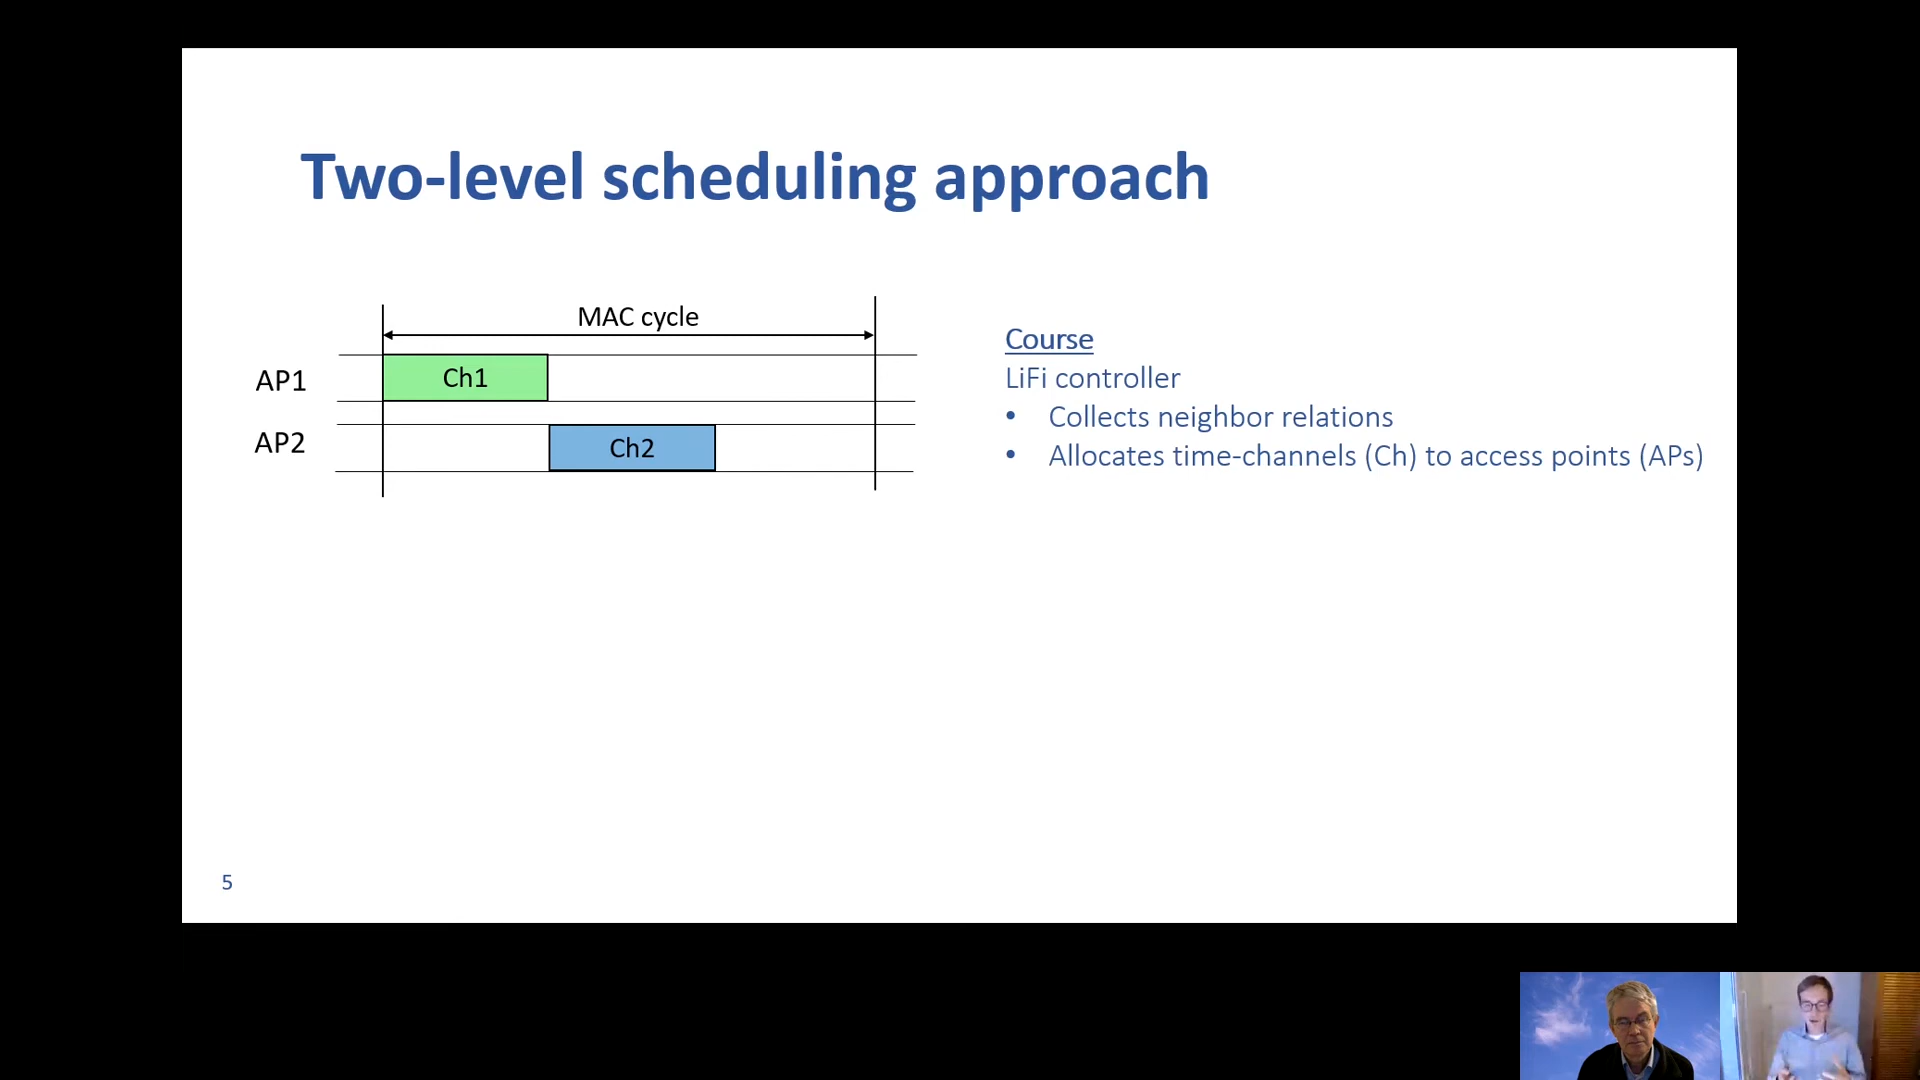 Two-level scheduling approach
MAC cycle
AP1
Ch1
AP2
Ch2
Course
LiFi controller
• Collects neighbor relations
• Allocates time-channels (Ch) to access points (APs)
5